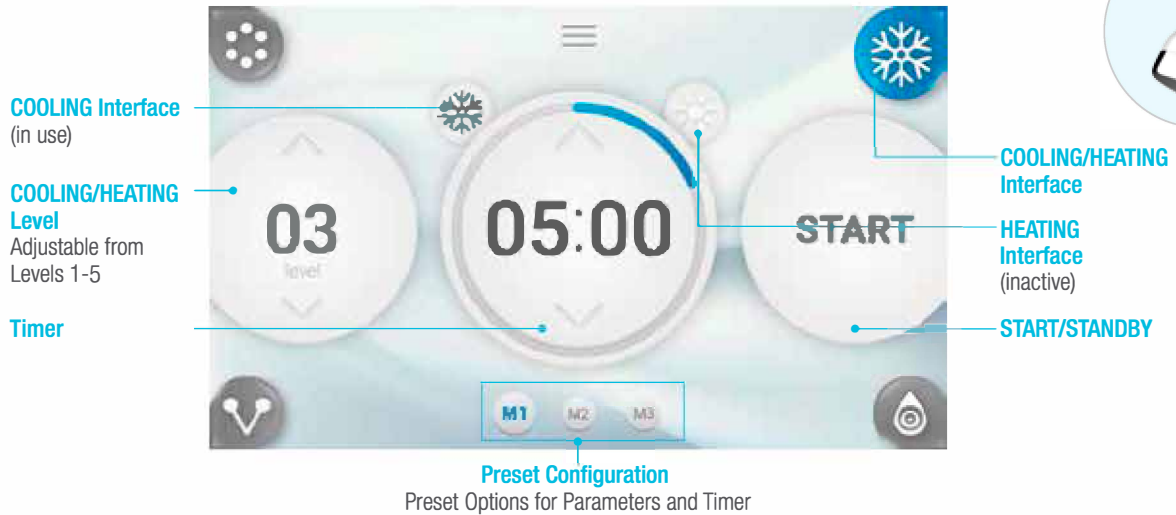 COOLING Interface
(in use)
COOLING/HEATING
Level
Adjustable from
Levels 1-5
Timer
03
level
05:00
START
M1 M2 M3
COOLING/HEATING
Interface
HEATING
Interface
(inactive)
START/STANDBY
Preset Configuration
Preset Options for Parameters and Timer